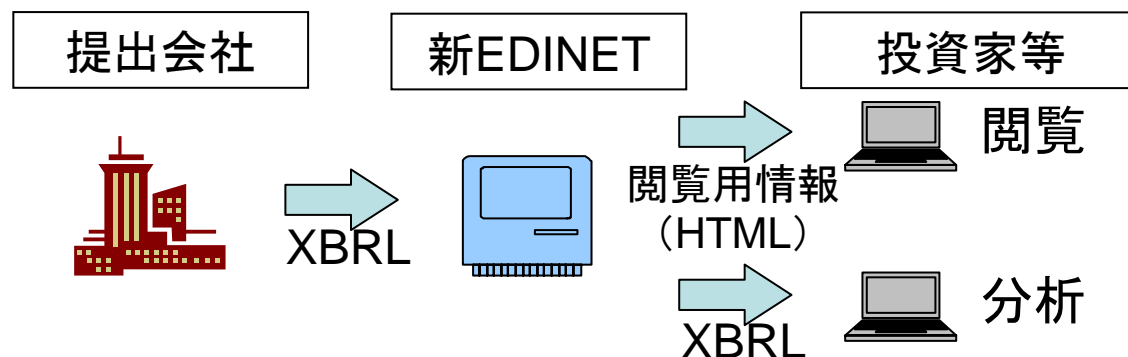 提出会社
新EDINET
投資家等
XBRL
閲覧用情報
（HTML）
閲覧
XBRL
分析